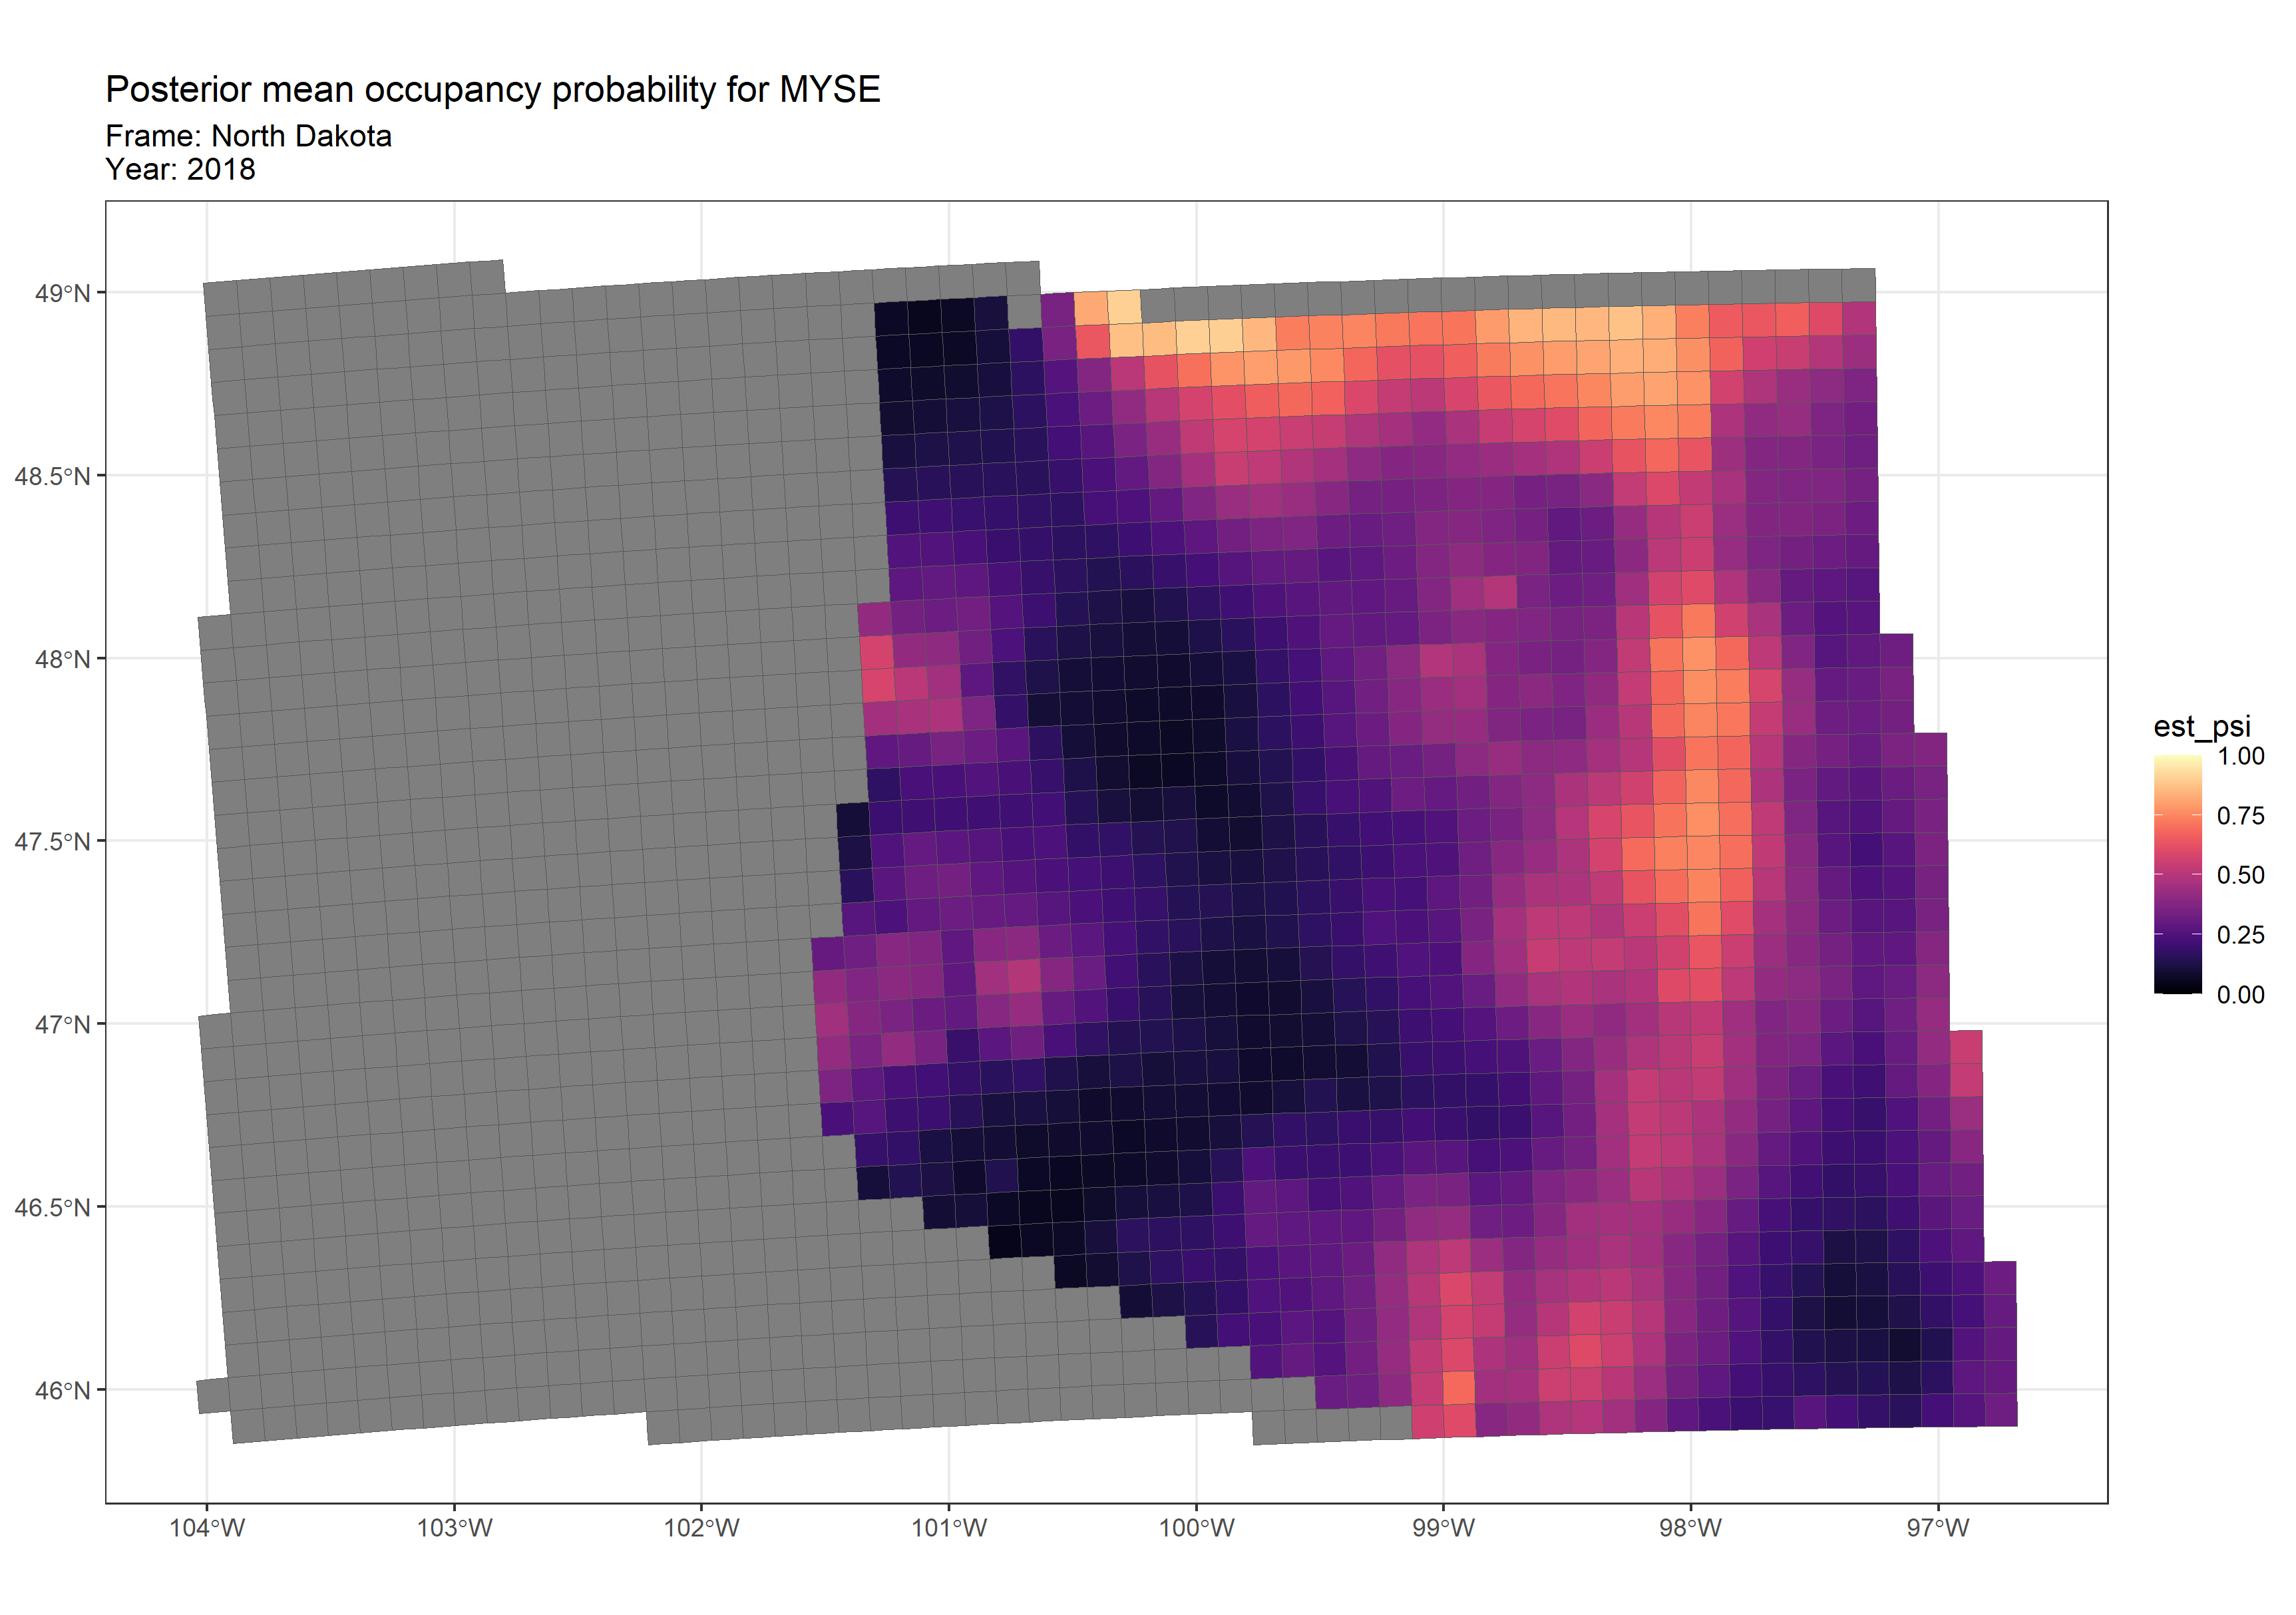 Posterior mean occupancy probability for MYSE
Frame: North Dakota
Year: 2018
49°N
48.5°N
48°N
47.5°N
47°N
46.5°N
46°N
104°W 103°W 102°W 101°W 100°W 99°W 98°W 97°W
est_psi
1.00
0.75
0.50
0.25
0.00